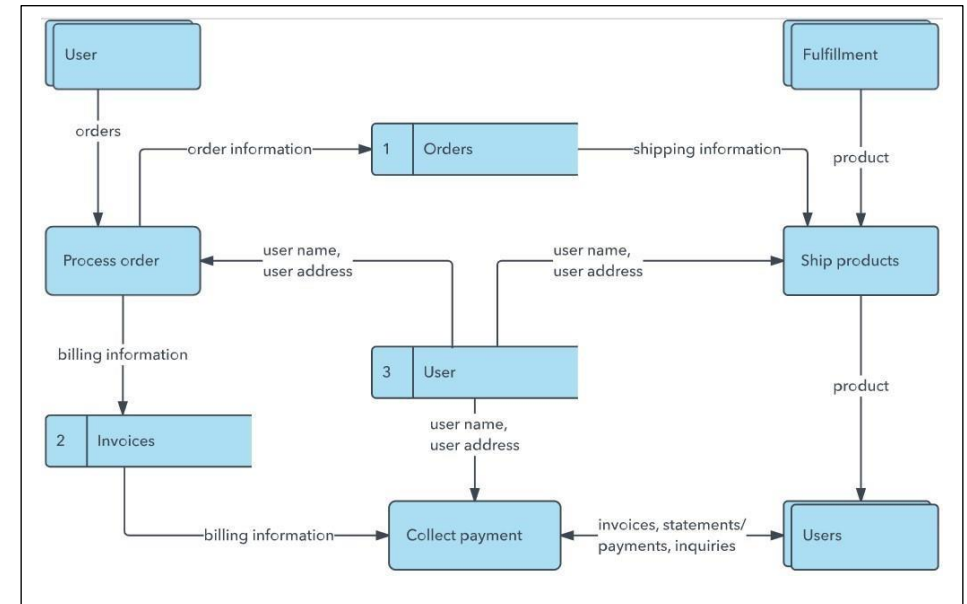 User
Fulfillment
orders
order information
1
Orders
shipping information
product
Process order
user name,
user address
user name,
user address
Ship products
billing information
3
User
product
2
Invoices
user name,
user address
billing information
Collect payment
invoices, statements/
payments, inquiries
Users